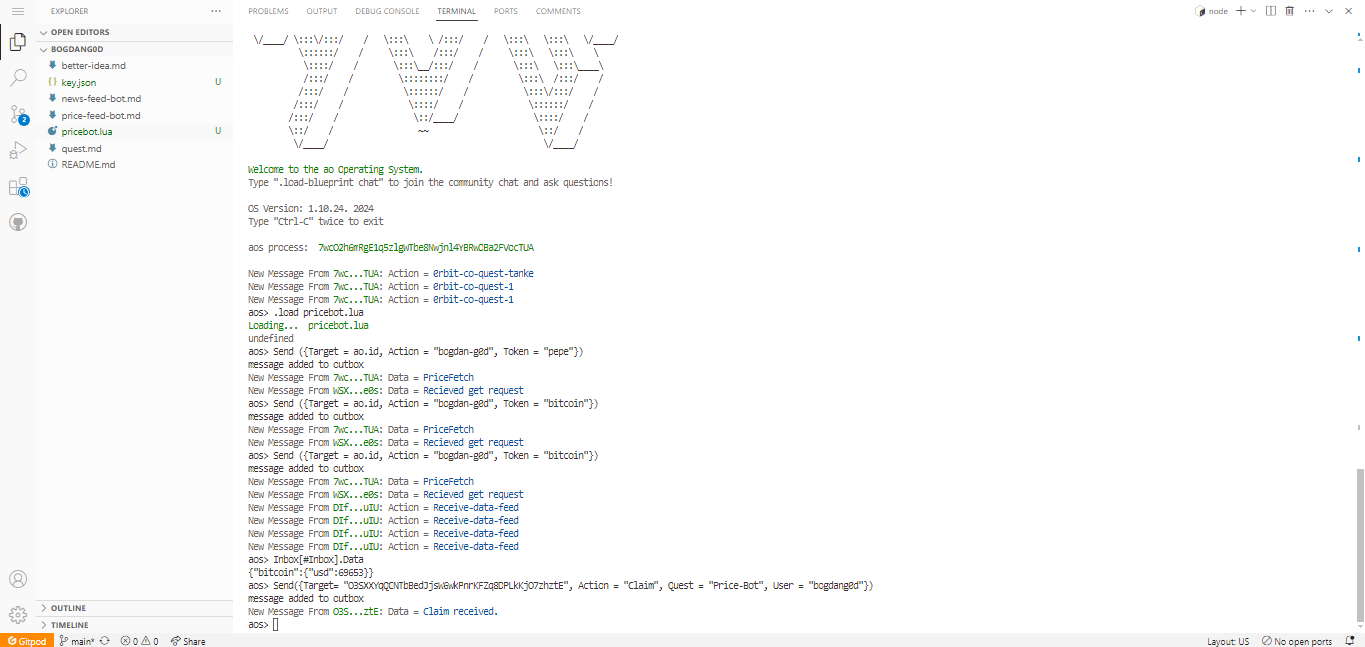 EXPLORER
OPEN EDITORS
BOGDANG0D
better-idea.md
{} key.json U
news-feed-bot.md
price-feed-bot.md
pricebot.lua U
quest.md
README.md
OUTLINE
TIMELINE
2
PROBLEMS OUTPUT DEBUG CONSOLE TERMINAL PORTS COMMENTS
node
Welcome to the ao Operating System.
Type ".load-blueprint chat" to join the community chat and ask questions!
OS Version: 1.10.24. 2024
Type "Ctrl-C" twice to exit
aos process:
New Message From 7wc...TUA: Action = 0rbit-co-quest-tanke
New Message From 7wc...TUA: Action = 0rbit-co-quest-1
New Message From 7wc...TUA: Action = 0rbit-co-quest-1
aos> .load pricebot.lua
Loading... pricebot.lua
undefined
aos> Send ({Target = ao.id, Action = "bogdan-g0d", Token = "pepe"})
message added to outbox
New Message From 7wc...TUA: Data = PriceFetch
New Message From WSX...e0s: Data = Recieved get request
aos> Send ({Target = ao.id, Action = "bogdan-g0d", Token = "bitcoin"})
message added to outbox
New Message From 7wc...TUA: Data = PriceFetch
New Message From WSX...e0s: Data = Recieved get request
aos> Send ({Target = ao.id, Action = "bogdan-g0d", Token = "bitcoin"})
message added to outbox
New Message From 7wc...TUA: Data = PriceFetch
New Message From WSX...e0s: Data = Recieved get request
New Message From DIf...uIU: Action = Receive-data-feed
New Message From DIf...uIU: Action = Receive-data-feed
New Message From DIf...uIU: Action = Receive-data-feed
New Message From DIf...uIU: Action = Receive-data-feed
aos> Inbox[#Inbox].Data
{"bitcoin":{"usd":69653}}
aos> Send({Target= Action = "Claim", Quest = "Price-Bot", User = "bogdang0d"})
message added to outbox
New Message From O3S...ztE: Data = Claim received.
aos>
Gitpod main* 0 0 Share
Layout: US No open ports